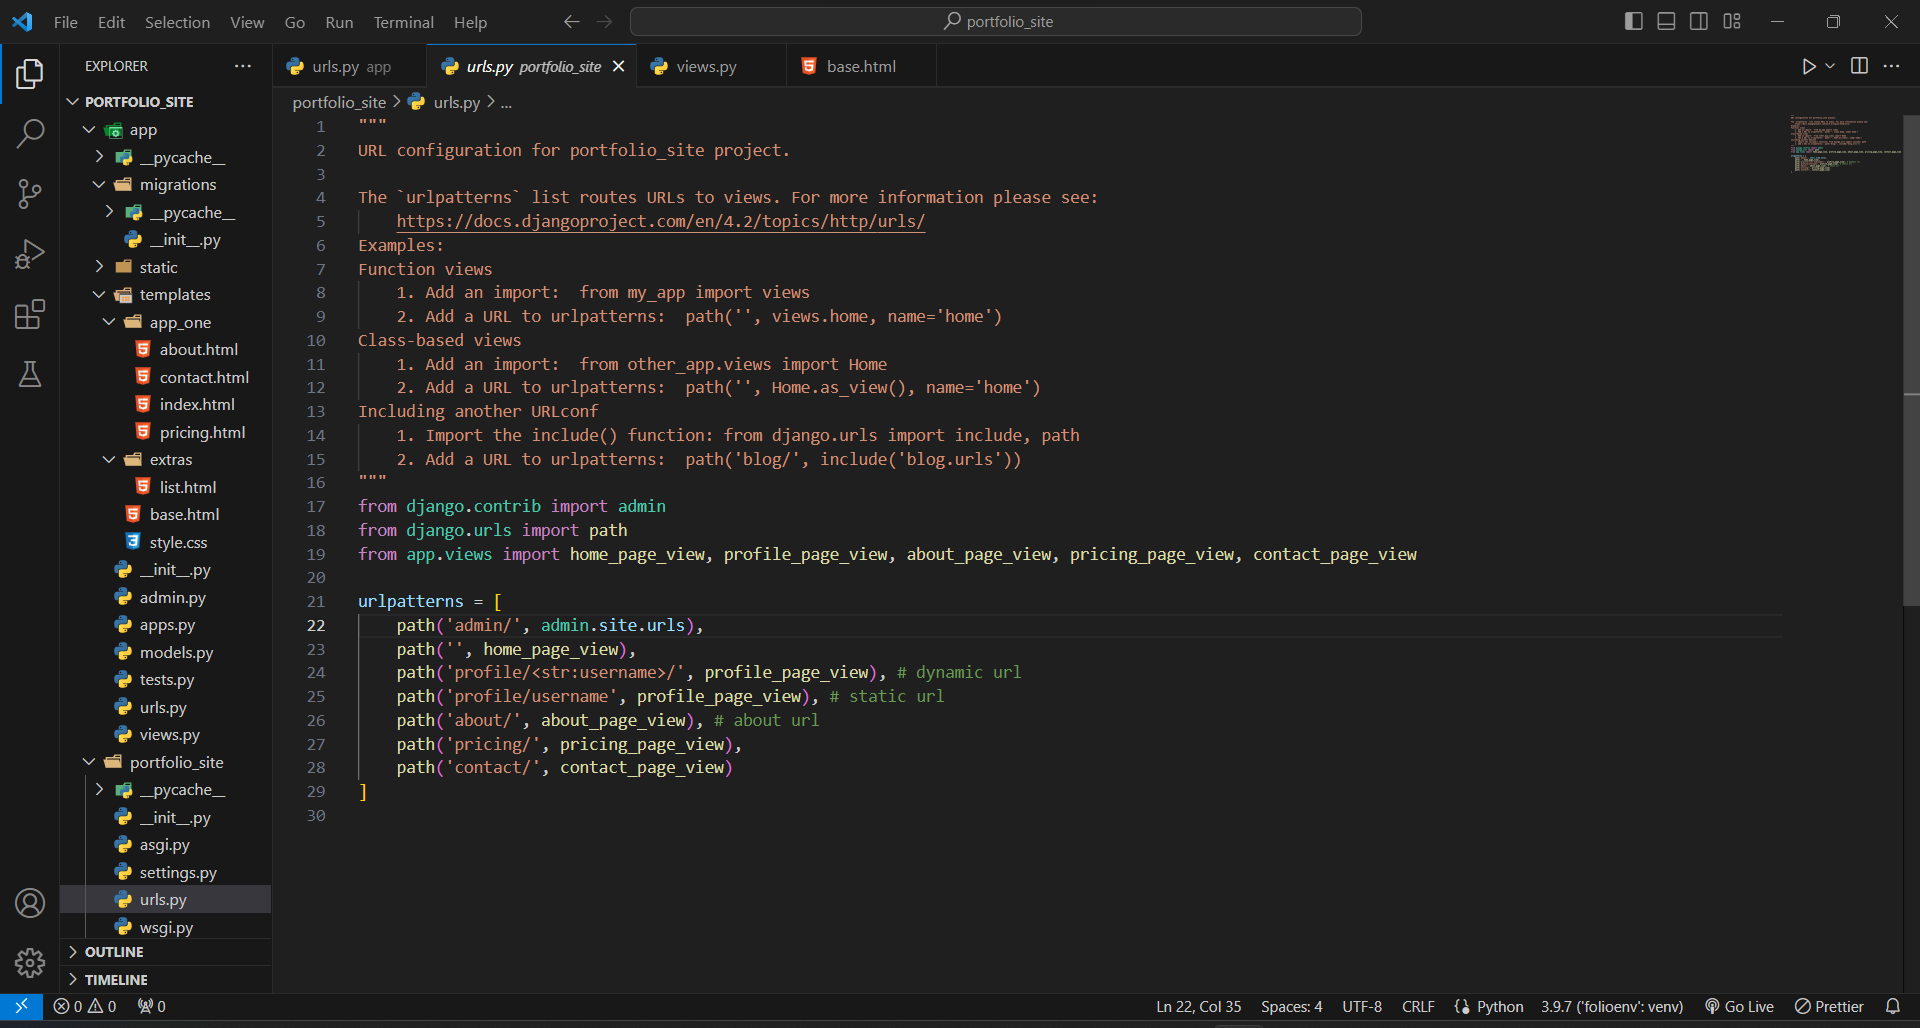 File Edit Selection View Go Run Terminal Help
portfolio_site
EXPLORER
urls.py app
urls.py portfolio_site
views.py
base.html
PORTFOLIO_SITE
app
__pycache__
migrations
__pycache__
__init__.py
static
templates
app_one
about.html
contact.html
index.html
pricing.html
extras
list.html
base.html
style.css
__init__.py
admin.py
apps.py
models.py
tests.py
urls.py
views.py
portfolio_site
__pycache__
__init__.py
asgi.py
settings.py
urls.py
wsgi.py
OUTLINE
TIMELINE
portfolio_site > urls.py > ...
1 """
2 URL configuration for portfolio_site project.
3
4 The `urlpatterns` list routes URLs to views. For more information please see:
5     https://docs.djangoproject.com/en/4.2/topics/http/urls/
6 Examples:
7 Function views
8     1. Add an import:  from my_app import views
9     2. Add a URL to urlpatterns:  path('', views.home, name='home')
10 Class-based views
11     1. Add an import:  from other_app.views import Home
12     2. Add a URL to urlpatterns:  path('', Home.as_view(), name='home')
13 Including another URLconf
14     1. Import the include() function: from django.urls import include, path
15     2. Add a URL to urlpatterns:  path('blog/', include('blog.urls'))
16 """
17 from django.contrib import admin
18 from django.urls import path
19 from app.views import home_page_view, profile_page_view, about_page_view, pricing_page_view, contact_page_view
20
21 urlpatterns = [
22     path('admin/', admin.site.urls),
23     path('', home_page_view),
24     path('profile/<str:username>/', profile_page_view), # dynamic url
25     path('profile/username', profile_page_view), # static url
26     path('about/', about_page_view), # about url
27     path('pricing/', pricing_page_view),
28     path('contact/', contact_page_view)
29 ]
30
0 0 0
Ln 22, Col 35 Spaces: 4 UTF-8 CRLF Python 3.9.7 ('folioenv': venv) Go Live Prettier